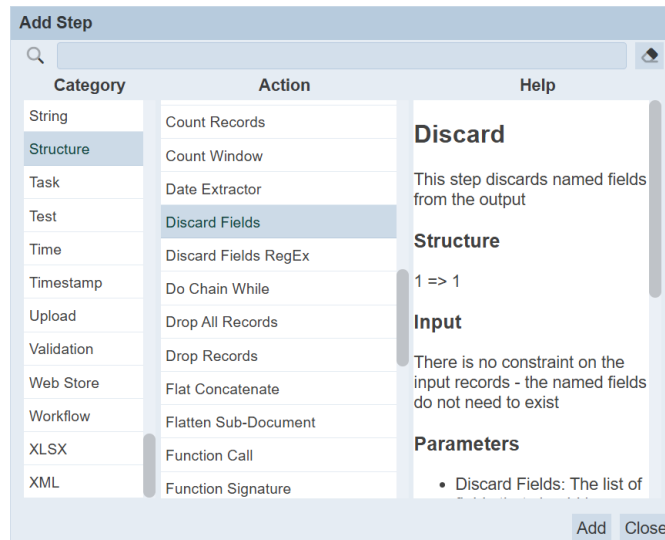 Add Step
Category
Action
Help
String
Structure
Task
Test
Time
Timestamp
Upload
Validation
Web Store
Workflow
XLSX
XML
Count Records
Count Window
Date Extractor
Discard Fields
Discard Fields RegEx
Do Chain While
Drop All Records
Drop Records
Flat Concatenate
Flatten Sub-Document
Function Call
Function Signature
Discard
This step discards named fields
from the output
Structure
1 => 1
Input
There is no constraint on the
input records - the named fields
do not need to exist
Parameters
• Discard Fields: The list of
Add
Close